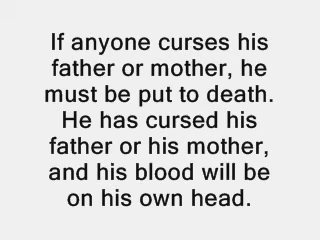 If anyone curses his
father or mother, he
must be put to death.
He has cursed his
father or his mother,
and his blood will be
on his own head.